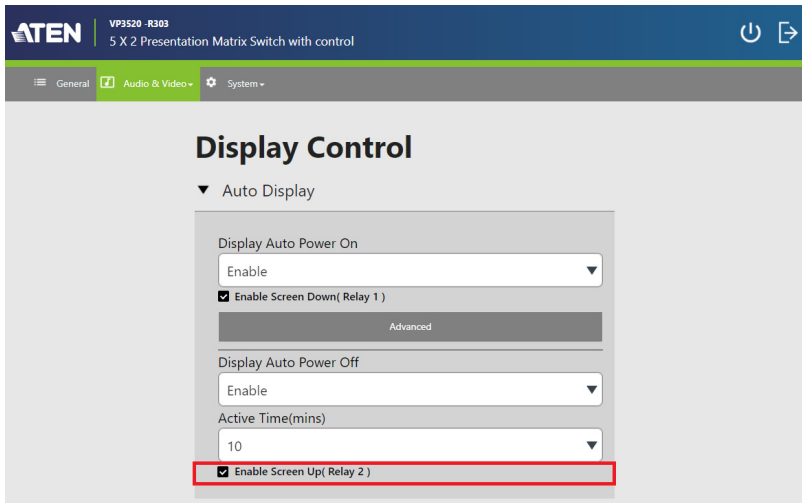 ATEN
VP3520 -R303
5 X 2 Presentation Matrix Switch with control
General Audio & Video System
Display Control
Auto Display
Display Auto Power On
Enable
Enable Screen Down( Relay 1 )
Advanced
Display Auto Power Off
Enable
Active Time(mins)
10
Enable Screen Up( Relay 2 )